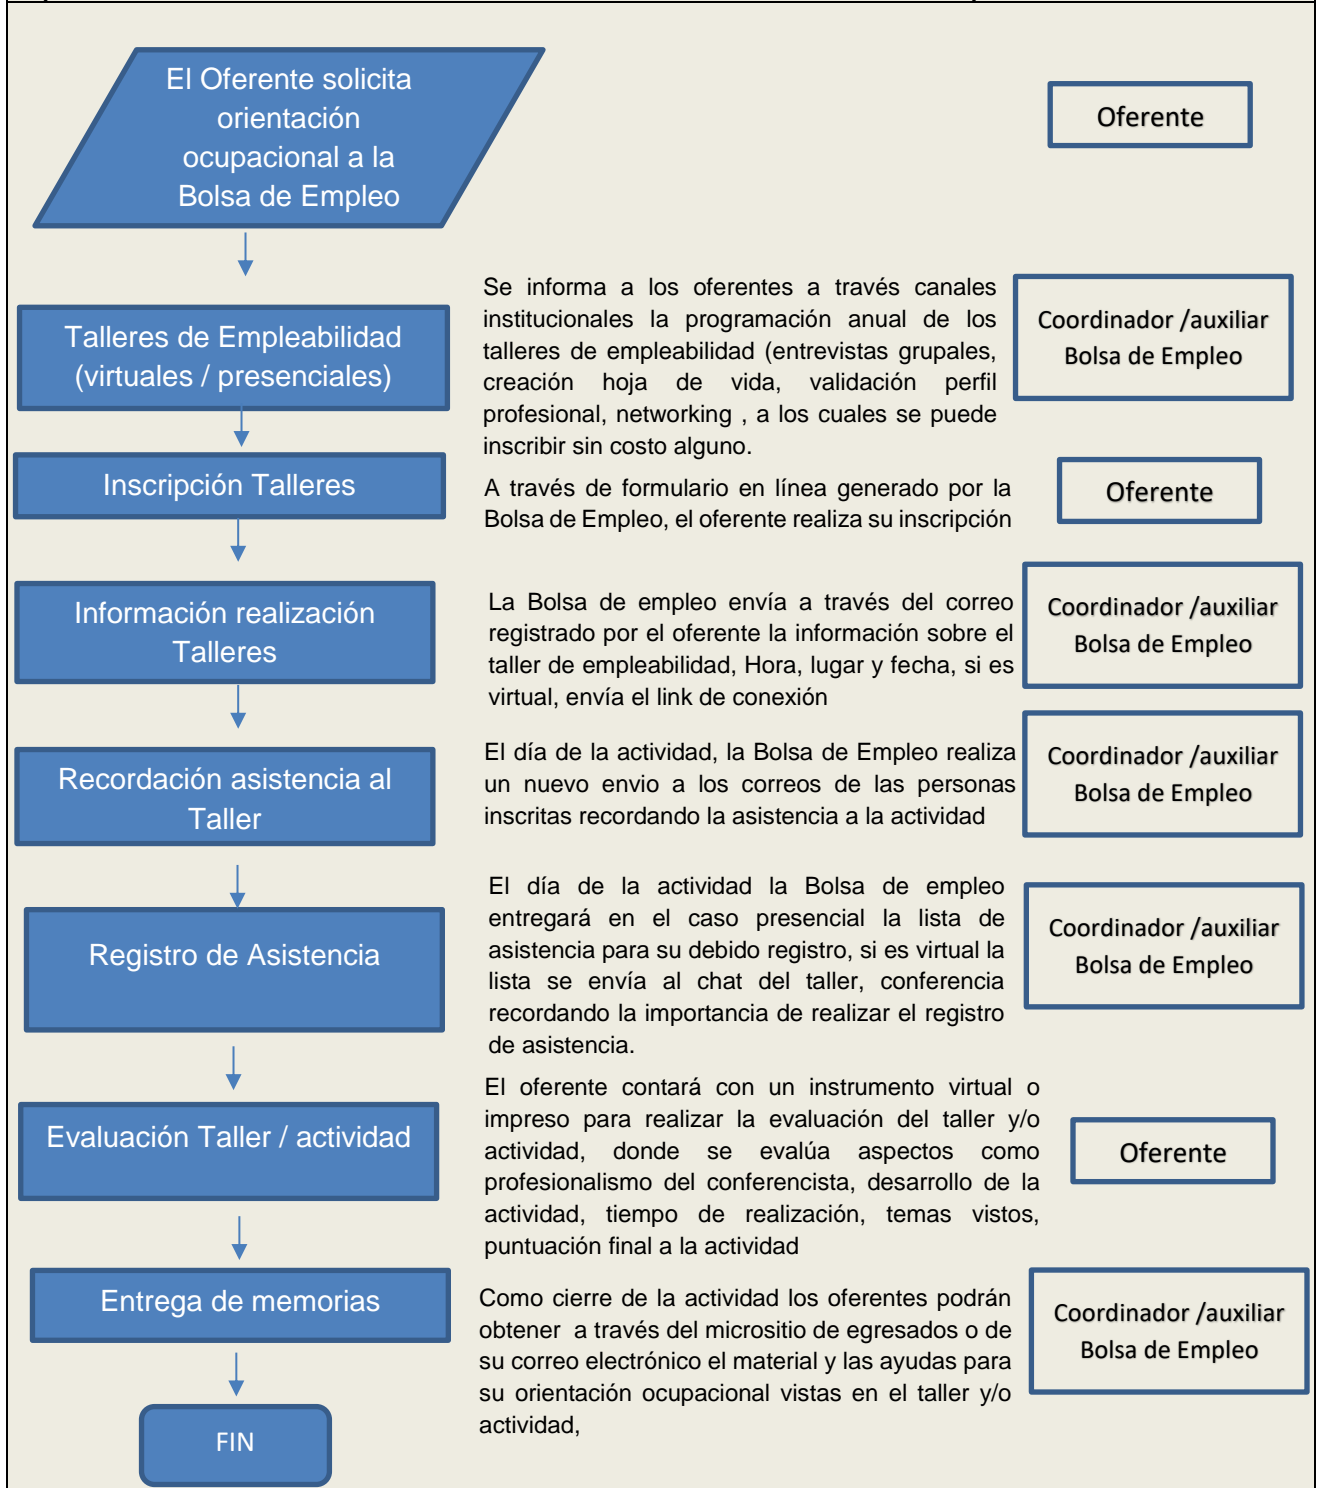 El Oferente solicita
orientación
ocupacional a la
Bolsa de Empleo
Oferente
Talleres de Empleabilidad
(virtuales / presenciales)
Se informa a los oferentes a través canales
institucionales la programación anual de los
talleres de empleabilidad (entrevistas grupales,
creación hoja de vida, validación perfil
profesional, networking , a los cuales se puede
inscribir sin costo alguno.
Coordinador /auxiliar
Bolsa de Empleo
Inscripción Talleres
A través de formulario en línea generado por la
Bolsa de Empleo, el oferente realiza su inscripción
Oferente
Información realización
Talleres
La Bolsa de empleo envía a través del correo
registrado por el oferente la información sobre el
taller de empleabilidad, Hora, lugar y fecha, si es
virtual, envía el link de conexión
Coordinador /auxiliar
Bolsa de Empleo
Recordación asistencia al
Taller
El día de la actividad, la Bolsa de Empleo realiza
un nuevo envio a los correos de las personas
inscritas recordando la asistencia a la actividad
Coordinador /auxiliar
Bolsa de Empleo
Registro de Asistencia
El día de la actividad la Bolsa de empleo
entregará en el caso presencial la lista de
asistencia para su debido registro, si es virtual la
lista se envía al chat del taller, conferencia
recordando la importancia de realizar el registro
de asistencia.
Coordinador /auxiliar
Bolsa de Empleo
Evaluación Taller / actividad
El oferente contará con un instrumento virtual o
impreso para realizar la evaluación del taller y/o
actividad, donde se evalúa aspectos como
profesionalismo del conferencista, desarrollo de la
actividad, tiempo de realización, temas vistos,
puntuación final a la actividad
Oferente
Entrega de memorias
Como cierre de la actividad los oferentes podrán
obtener a través del micrositio de egresados o de
su correo electrónico el material y las ayudas para
su orientación ocupacional vistas en el taller y/o
actividad,
Coordinador /auxiliar
Bolsa de Empleo
FIN